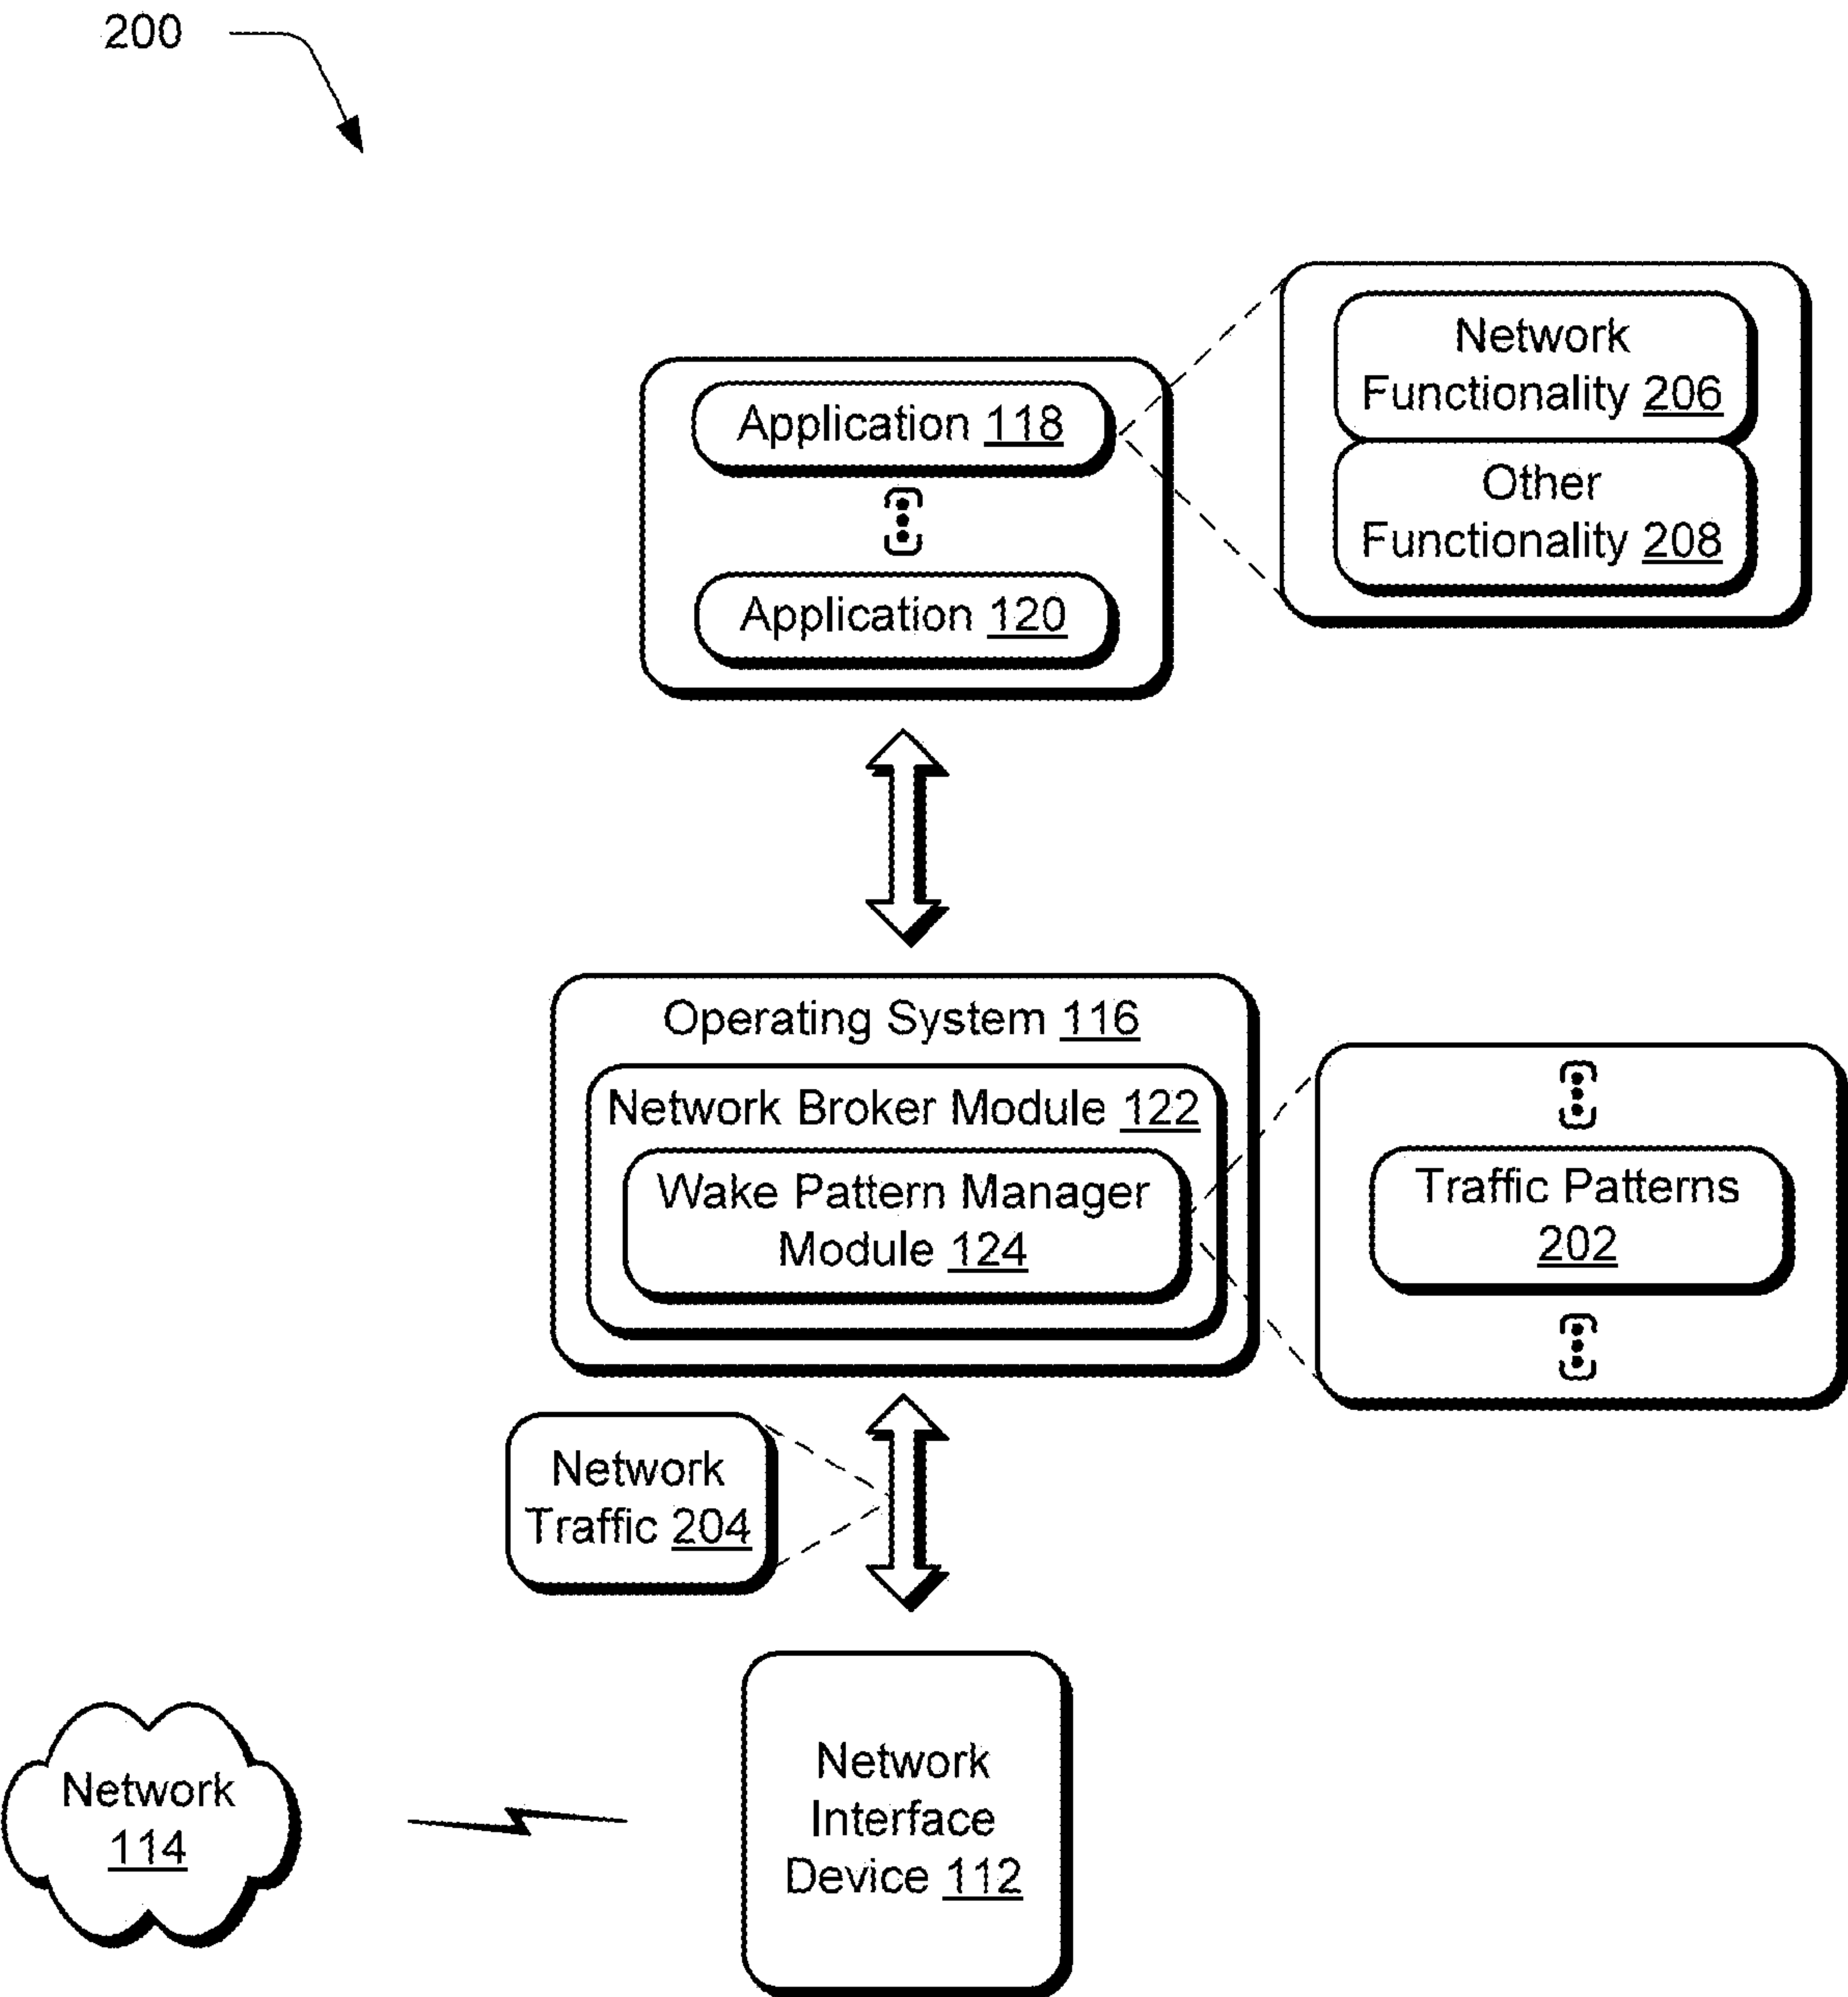 200
Network
Functionality 206
Other
Functionality 208
Application 118
Application 120
Operating System 116
Network Broker Module 122
Wake Pattern Manager
Module 124
Traffic Patterns
202
Network
Traffic 204
Network
114
Network
Interface
Device 112